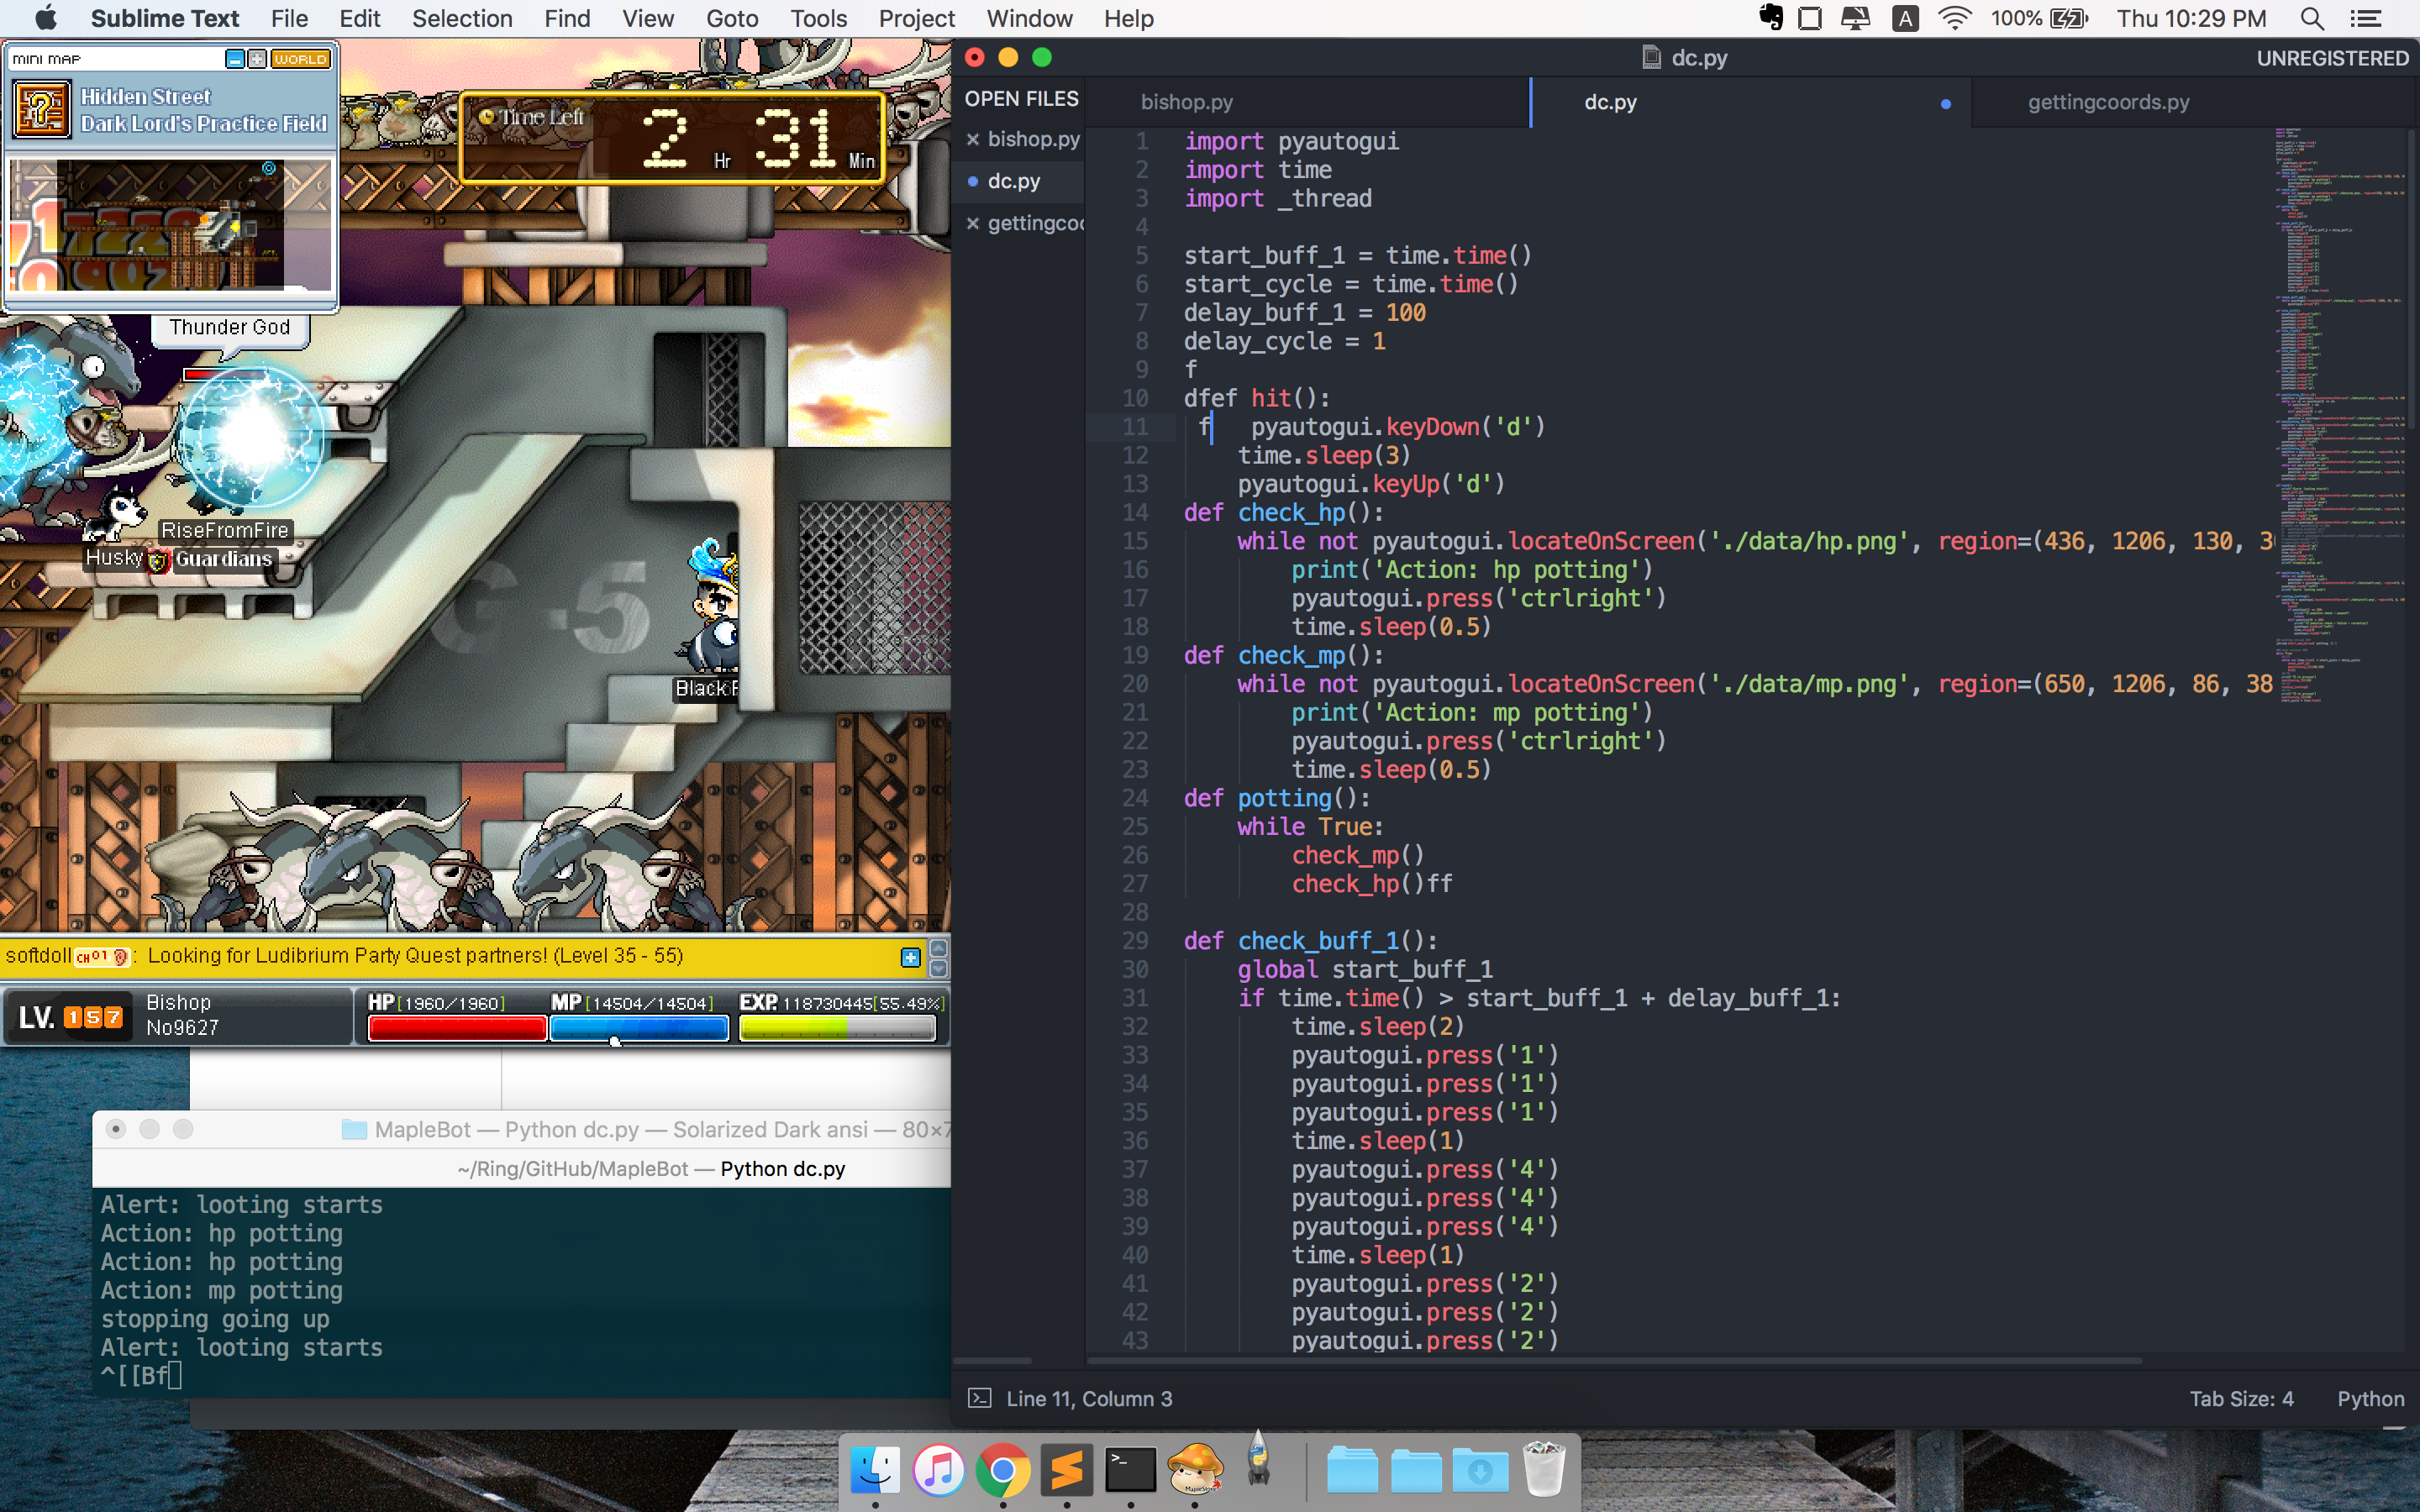 Sublime Text File Edit Selection Find View Goto Tools Project Window Help
A 100% Thu 10:29 PM
MINI MAP WORLD
Hidden Street
Dark Lord's Practice Field
Time Left 2 Hr 31 Min
Thunder God
RiseFromFire
Husky Guardians
C-5
BlackF
softdoll CH01: Looking for Ludibrium Party Quest partners! (Level 35 - 55)
LV. 157
Bishop
No9627
HP[1960/1960] MP[14504/14504] EXP. 118730445[55.49%]
MapleBot — Python dc.py — Solarized Dark ansi — 80×7
~/Ring/GitHub/MapleBot — Python dc.py
Alert: looting starts
Action: hp potting
Action: hp potting
Action: mp potting
stopping going up
Alert: looting starts
^[[Bf
dc.py
UNREGISTERED
OPEN FILES
bishop.py
dc.py
gettingcoo
bishop.py dc.py gettingcoords.py
1 import pyautogui
2 import time
3 import _thread
4
5 start_buff_1 = time.time()
6 start_cycle = time.time()
7 delay_buff_1 = 100
8 delay_cycle = 1
9 f
10 dfef hit():
11 f   pyautogui.keyDown('d')
12     time.sleep(3)
13     pyautogui.keyUp('d')
14 def check_hp():
15     while not pyautogui.locateOnScreen('./data/hp.png', region=(436, 1206, 130, 3
16         print('Action: hp potting')
17         pyautogui.press('ctrlright')
18         time.sleep(0.5)
19 def check_mp():
20     while not pyautogui.locateOnScreen('./data/mp.png', region=(650, 1206, 86, 38
21         print('Action: mp potting')
22         pyautogui.press('ctrlright')
23         time.sleep(0.5)
24 def potting():
25     while True:
26         check_mp()
27         check_hp()ff
28
29 def check_buff_1():
30     global start_buff_1
31     if time.time() > start_buff_1 + delay_buff_1:
32         time.sleep(2)
33         pyautogui.press('1')
34         pyautogui.press('1')
35         pyautogui.press('1')
36         time.sleep(1)
37         pyautogui.press('4')
38         pyautogui.press('4')
39         pyautogui.press('4')
40         time.sleep(1)
41         pyautogui.press('2')
42         pyautogui.press('2')
43         pyautogui.press('2')
Line 11, Column 3
Tab Size: 4 Python